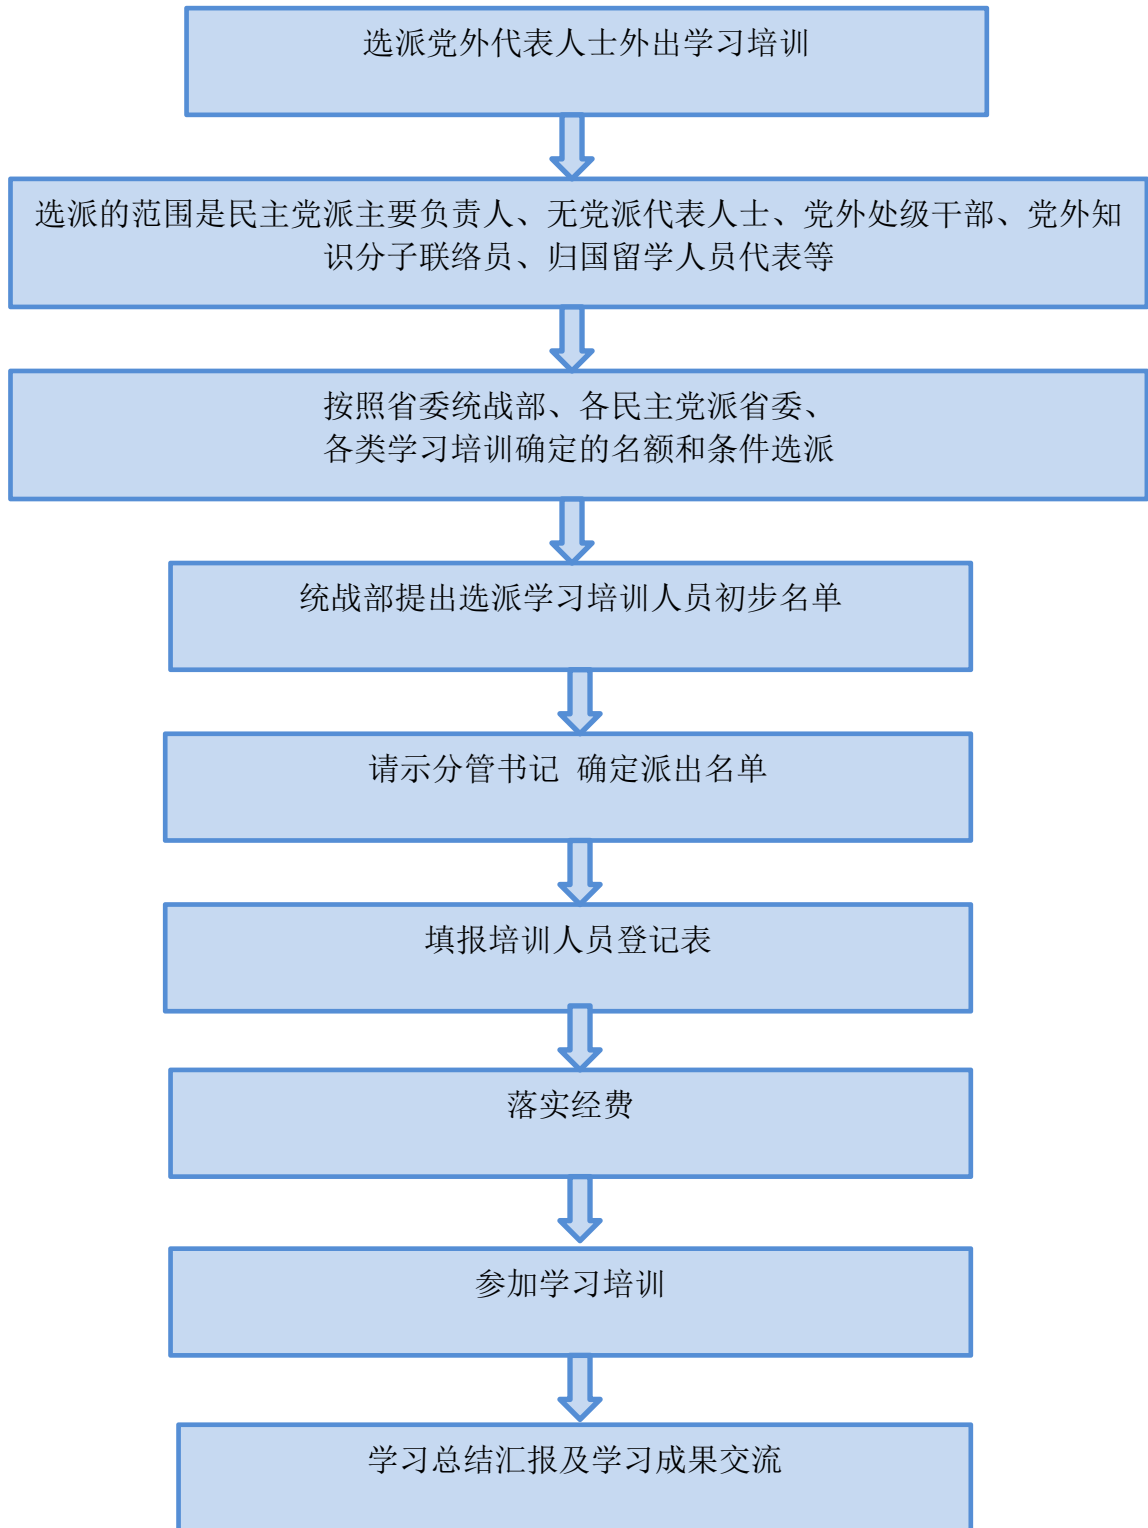 选派党外代表人士外出学习培训
选派的范围是民主党派主要负责人、无党派代表人士、党外处级干部、党外知
识分子联络员、归国留学人员代表等
按照省委统战部、各民主党派省委、
各类学习培训确定的名额和条件选派
统战部提出选派学习培训人员初步名单
请示分管书记 确定派出名单
填报培训人员登记表
落实经费
参加学习培训
学习总结汇报及学习成果交流